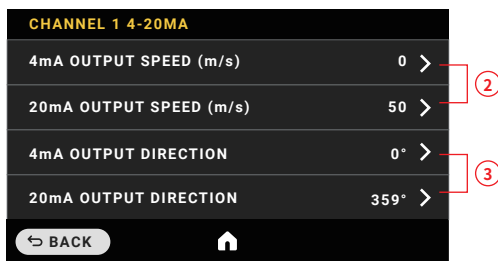 CHANNEL 1 4-20MA
4mA OUTPUT SPEED (m/s) 0
20mA OUTPUT SPEED (m/s) 50
2
4mA OUTPUT DIRECTION 0°
20mA OUTPUT DIRECTION 359°
3
BACK